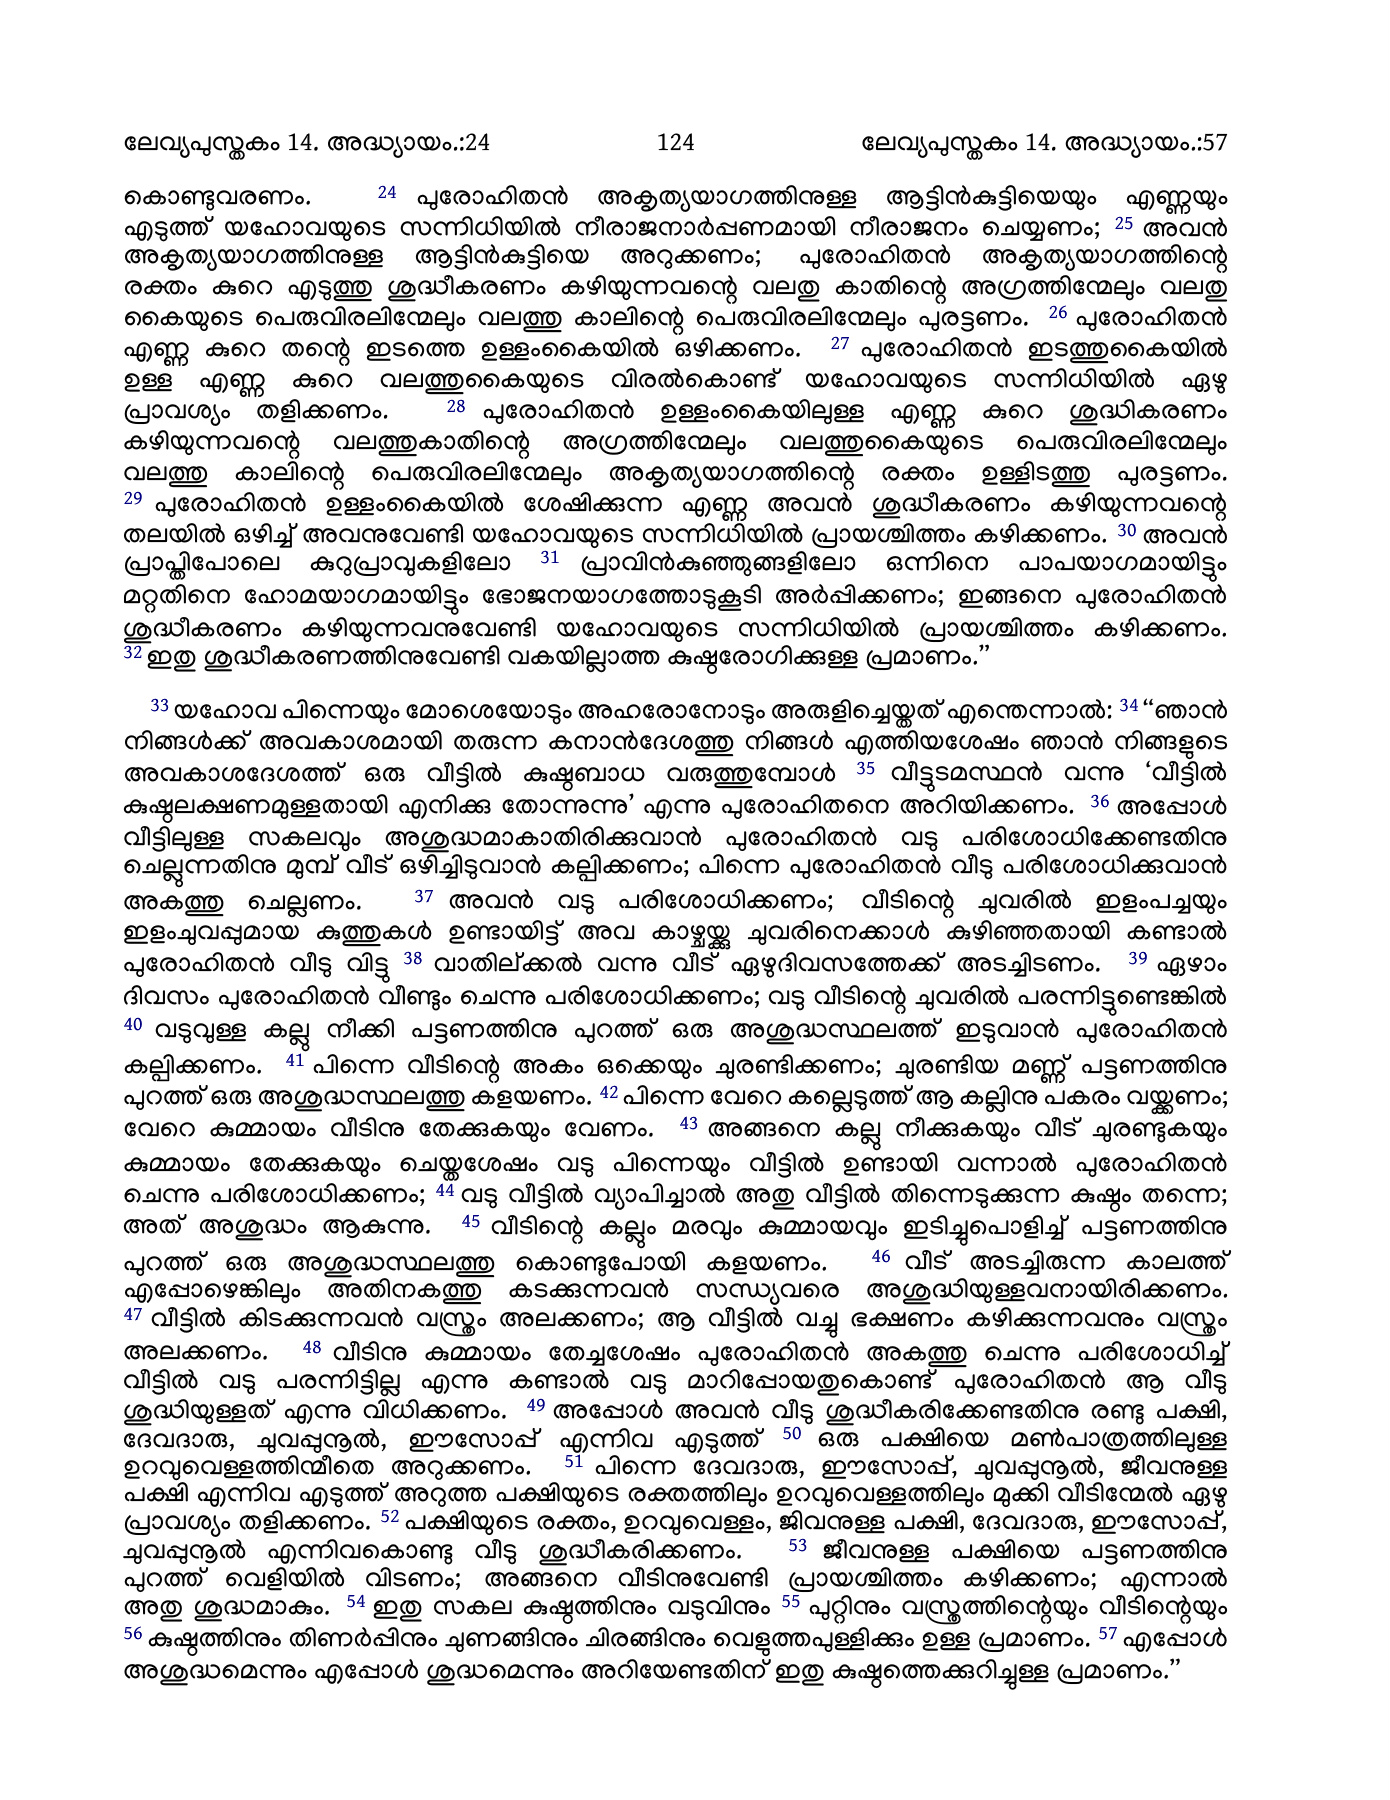 ലേവ്യപുസ്തകം 14. അദ്ധ്യായം.:24 124 ലേവ്യപുസ്തകം 14. അദ്ധ്യായം.:57
കൊണ്ടുവരണം. 24 പുരോഹിതൻ അകൃത്യയാഗത്തിനുള്ള ആട്ടിൻകുട്ടിയെയും എണ്ണയും
എടുത്ത് യഹോവയുടെ സന്നിധിയിൽ നീരാജനാർപ്പണമായി നീരാജനം ചെയ്യണം; 25 അവൻ
അകൃത്യയാഗത്തിനുള്ള ആട്ടിൻകുട്ടിയെ അറുക്കണം; പുരോഹിതൻ അകൃത്യയാഗത്തിന്റെ
രക്തം കുറെ എടുത്തു ശുദ്ധീകരണം കഴിയുന്നവന്റെ വലതു കാതിന്റെ അഗ്രത്തിന്മേലും വലതു
കൈയുടെ പെരുവിരലിന്മേലും വലത്തു കാലിന്റെ പെരുവിരലിന്മേലും പുരട്ടണം. 26 പുരോഹിതൻ
എണ്ണ കുറെ തന്റെ ഇടത്തെ ഉള്ളംകൈയിൽ ഒഴിക്കണം. 27 പുരോഹിതൻ ഇടത്തുകൈയിൽ
ഉള്ള എണ്ണ കുറെ വലത്തുകൈയുടെ വിരൽകൊണ്ട് യഹോവയുടെ സന്നിധിയിൽ ഏഴു
പ്രാവശ്യം തളിക്കണം. 28 പുരോഹിതൻ ഉള്ളംകൈയിലുള്ള എണ്ണ കുറെ ശുദ്ധികരണം
കഴിയുന്നവന്റെ വലത്തുകാതിന്റെ അഗ്രത്തിന്മേലും വലത്തുകൈയുടെ പെരുവിരലിന്മേലും
വലത്തു കാലിന്റെ പെരുവിരലിന്മേലും അകൃത്യയാഗത്തിന്റെ രക്തം ഉള്ളിടത്തു പുരട്ടണം.
29 പുരോഹിതൻ ഉള്ളംകൈയിൽ ശേഷിക്കുന്ന എണ്ണ അവൻ ശുദ്ധീകരണം കഴിയുന്നവന്റെ
തലയിൽ ഒഴിച്ച് അവനുവേണ്ടി യഹോവയുടെ സന്നിധിയിൽ പ്രായശ്ചിത്തം കഴിക്കണം. 30 അവൻ
പ്രാപ്തിപോലെ കുറുപ്രാവുകളിലോ 31 പ്രാവിൻകുഞ്ഞുങ്ങളിലോ ഒന്നിനെ പാപയാഗമായിട്ടും
മറ്റതിനെ ഹോമയാഗമായിട്ടും ഭോജനയാഗത്തോടുകൂടി അർപ്പിക്കണം; ഇങ്ങനെ പുരോഹിതൻ
ശുദ്ധീകരണം കഴിയുന്നവനുവേണ്ടി യഹോവയുടെ സന്നിധിയിൽ പ്രായശ്ചിത്തം കഴിക്കണം.
32 ഇതു ശുദ്ധീകരണത്തിനുവേണ്ടി വകയില്ലാത്ത കുഷ്ഠരോഗിക്കുള്ള പ്രമാണം.”
33 യഹോവ പിന്നെയും മോശെയോടും അഹരോനോടും അരുളിച്ചെയ്തത് എന്തെന്നാൽ: 34 “ഞാൻ
നിങ്ങൾക്ക് അവകാശമായി തരുന്ന കനാൻദേശത്തു നിങ്ങൾ എത്തിയശേഷം ഞാൻ നിങ്ങളുടെ
അവകാശദേശത്ത് ഒരു വീട്ടിൽ കുഷ്ഠബാധ വരുത്തുമ്പോൾ 35 വീട്ടുടമസ്ഥൻ വന്നു ‘വീട്ടിൽ
കുഷ്ഠലക്ഷണമുള്ളതായി എനിക്കു തോന്നുന്നു’ എന്നു പുരോഹിതനെ അറിയിക്കണം. 36 അപ്പോൾ
വീട്ടിലുള്ള സകലവും അശുദ്ധമാകാതിരിക്കുവാൻ പുരോഹിതൻ വടു പരിശോധിക്കേണ്ടതിനു
ചെല്ലുന്നതിനു മുമ്പ് വീട് ഒഴിച്ചിടുവാൻ കല്പിക്കണം; പിന്നെ പുരോഹിതൻ വീടു പരിശോധിക്കുവാൻ
അകത്തു ചെല്ലണം. 37 അവൻ വടു പരിശോധിക്കണം; വീടിന്റെ ചുവരിൽ ഇളംപച്ചയും
ഇളംചുവപ്പുമായ കുത്തുകൾ ഉണ്ടായിട്ട് അവ കാഴ്ചയ്ക്കു ചുവരിനെക്കാൾ കുഴിഞ്ഞതായി കണ്ടാൽ
പുരോഹിതൻ വീടു വിട്ടു 38 വാതില്ക്കൽ വന്നു വീട് ഏഴുദിവസത്തേക്ക് അടച്ചിടണം. 39 ഏഴാം
ദിവസം പുരോഹിതൻ വീണ്ടും ചെന്നു പരിശോധിക്കണം; വടു വീടിന്റെ ചുവരിൽ പരന്നിട്ടുണ്ടെങ്കിൽ
40 വടുവുള്ള കല്ലു നീക്കി പട്ടണത്തിനു പുറത്ത് ഒരു അശുദ്ധസ്ഥലത്ത് ഇടുവാൻ പുരോഹിതൻ
കല്പിക്കണം. 41 പിന്നെ വീടിന്റെ അകം ഒക്കെയും ചുരണ്ടിക്കണം; ചുരണ്ടിയ മണ്ണ് പട്ടണത്തിനു
പുറത്ത് ഒരു അശുദ്ധസ്ഥലത്തു കളയണം. 42 പിന്നെ വേറെ കല്ലെടുത്ത് ആ കല്ലിനു പകരം വയ്ക്കണം;
വേറെ കുമ്മായം വീടിനു തേക്കുകയും വേണം. 43 അങ്ങനെ കല്ലു നീക്കുകയും വീട് ചുരണ്ടുകയും
കുമ്മായം തേക്കുകയും ചെയ്തശേഷം വടു പിന്നെയും വീട്ടിൽ ഉണ്ടായി വന്നാൽ പുരോഹിതൻ
ചെന്നു പരിശോധിക്കണം; 44 വടു വീട്ടിൽ വ്യാപിച്ചാൽ അതു വീട്ടിൽ തിന്നെടുക്കുന്ന കുഷ്ഠം തന്നെ;
അത് അശുദ്ധം ആകുന്നു. 45 വീടിന്റെ കല്ലും മരവും കുമ്മായവും ഇടിച്ചുപൊളിച്ച് പട്ടണത്തിനു
പുറത്ത് ഒരു അശുദ്ധസ്ഥലത്തു കൊണ്ടുപോയി കളയണം. 46 വീട് അടച്ചിരുന്ന കാലത്ത്
എപ്പോഴെങ്കിലും അതിനകത്തു കടക്കുന്നവൻ സന്ധ്യവരെ അശുദ്ധിയുള്ളവനായിരിക്കണം.
47 വീട്ടിൽ കിടക്കുന്നവൻ വസ്ത്രം അലക്കണം; ആ വീട്ടിൽ വച്ചു ഭക്ഷണം കഴിക്കുന്നവനും വസ്ത്രം
അലക്കണം. 48 വീടിനു കുമ്മായം തേച്ചശേഷം പുരോഹിതൻ അകത്തു ചെന്നു പരിശോധിച്ച്
വീട്ടിൽ വടു പരന്നിട്ടില്ല എന്നു കണ്ടാൽ വടു മാറിപ്പോയതുകൊണ്ട് പുരോഹിതൻ ആ വീടു
ശുദ്ധിയുള്ളത് എന്നു വിധിക്കണം. 49 അപ്പോൾ അവൻ വീടു ശുദ്ധീകരിക്കേണ്ടതിനു രണ്ടു പക്ഷി,
ദേവദാരു, ചുവപ്പുനൂൽ, ഈസോപ്പ് എന്നിവ എടുത്ത് 50 ഒരു പക്ഷിയെ മൺപാത്രത്തിലുള്ള
ഉറവുവെള്ളത്തിന്മീതെ അറുക്കണം. 51 പിന്നെ ദേവദാരു, ഈസോപ്പ്, ചുവപ്പുനൂൽ, ജീവനുള്ള
പക്ഷി എന്നിവ എടുത്ത് അറുത്ത പക്ഷിയുടെ രക്തത്തിലും ഉറവുവെള്ളത്തിലും മുക്കി വീടിന്മേൽ ഏഴു
പ്രാവശ്യം തളിക്കണം. 52 പക്ഷിയുടെ രക്തം, ഉറവുവെള്ളം, ജിവനുള്ള പക്ഷി, ദേവദാരു, ഈസോപ്പ്,
ചുവപ്പുനൂൽ എന്നിവകൊണ്ടു വീടു ശുദ്ധീകരിക്കണം. 53 ജീവനുള്ള പക്ഷിയെ പട്ടണത്തിനു
പുറത്ത് വെളിയിൽ വിടണം; അങ്ങനെ വീടിനുവേണ്ടി പ്രായശ്ചിത്തം കഴിക്കണം; എന്നാൽ
അതു ശുദ്ധമാകും. 54 ഇതു സകല കുഷ്ഠത്തിനും വടുവിനും 55 പുറ്റിനും വസ്ത്രത്തിന്റെയും വീടിന്റെയും
56 കുഷ്ഠത്തിനും തിണർപ്പിനും ചുണങ്ങിനും ചിരങ്ങിനും വെളുത്തപുള്ളിക്കും ഉള്ള പ്രമാണം. 57 എപ്പോൾ
അശുദ്ധമെന്നും എപ്പോൾ ശുദ്ധമെന്നും അറിയേണ്ടതിന് ഇതു കുഷ്ഠത്തെക്കുറിച്ചുള്ള പ്രമാണം.”